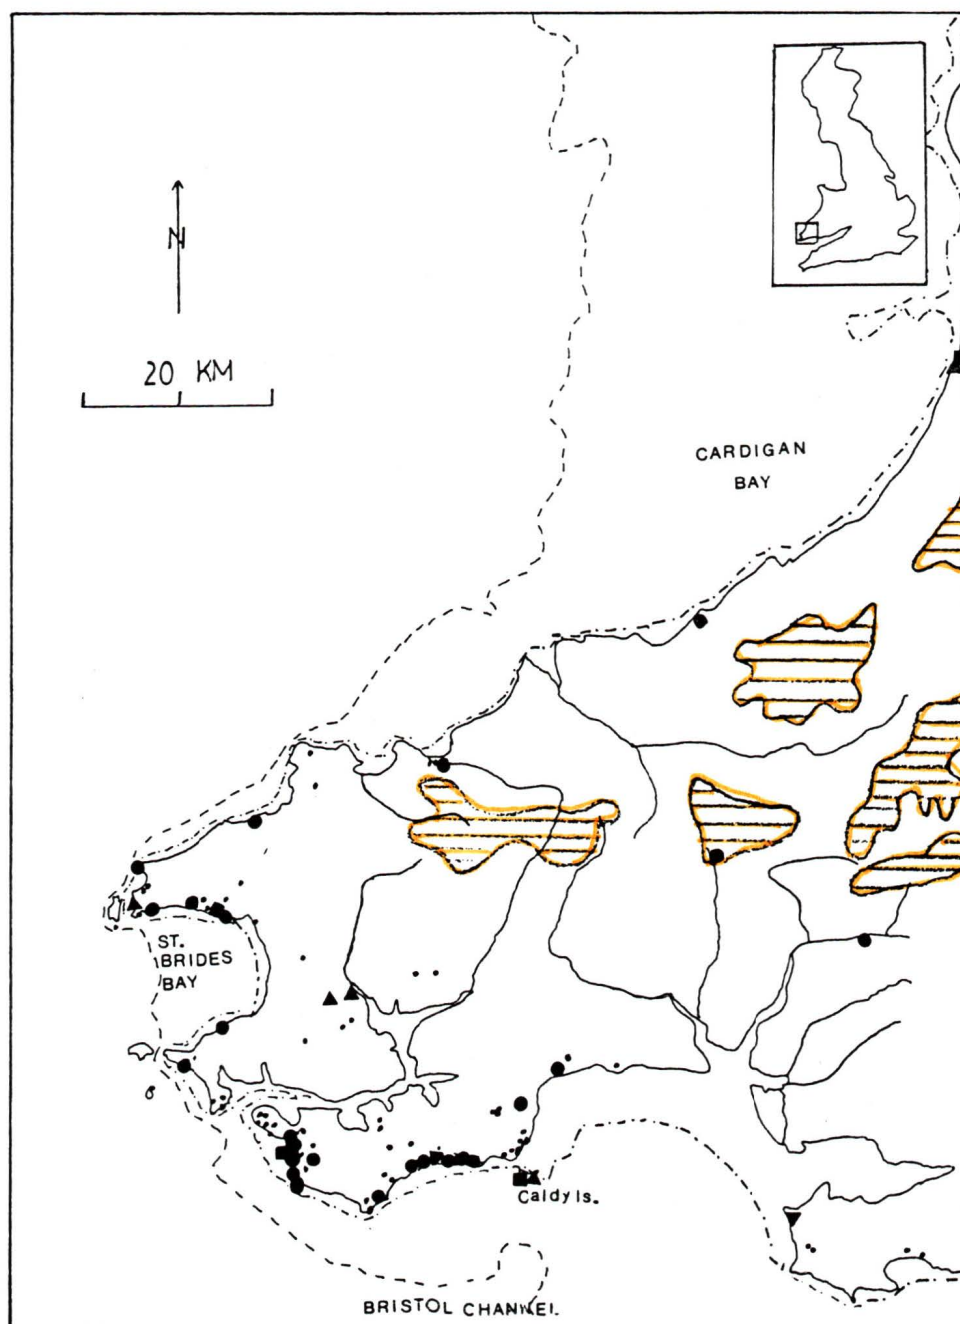 N
20 KM
CARDIGAN
BAY
ST.
BRIDES
BAY
Caldy Is.
BRISTOL CHANNEL.